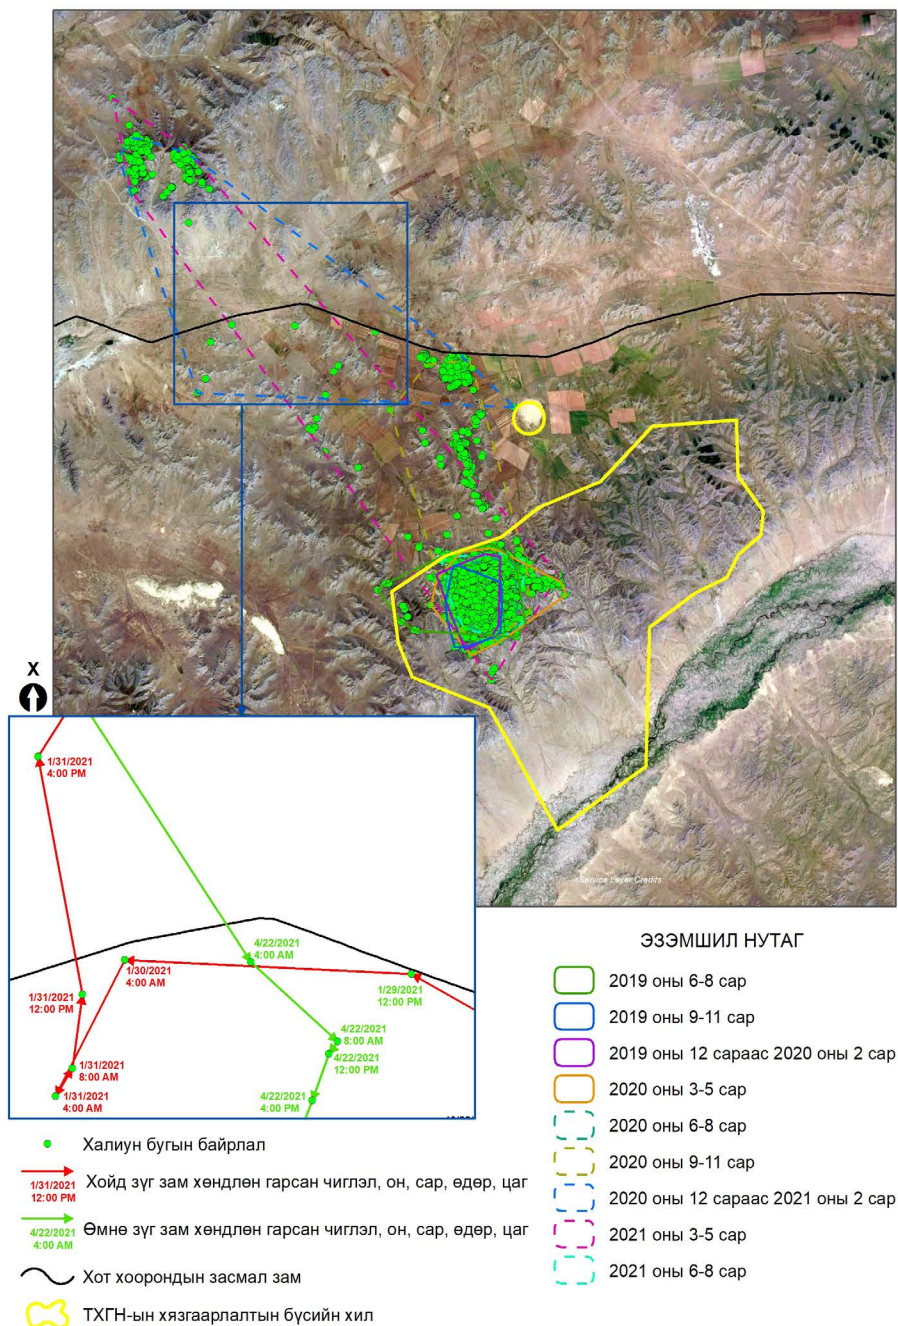 Service Layer Credits:
X
1/31/2021
4:00 PM
4/22/2021
4:00 AM
1/30/2021
4:00 AM
1/29/2021
12:00 PM
1/31/2021
12:00 PM
4/22/2021
8:00 AM
4/22/2021
12:00 PM
1/31/2021
8:00 AM
1/31/2021
4:00 AM
4/22/2021
4:00 PM
Халиун бугын байрлал
1/31/2021
12:00 PM
Хойд зүг зам хөндлөн гарсан чиглэл, он, сар, өдөр, цаг
4/22/2021
4:00 AM
Өмнө зүг зам хөндлөн гарсан чиглэл, он, сар, өдөр, цаг
Хот хоорондын засмал зам
ТХГН-ын хязгаарлалтын бүсийн хил
ЭЗЭМШИЛ НУТАГ
2019 оны 6-8 сар
2019 оны 9-11 сар
2019 оны 12 сараас 2020 оны 2 сар
2020 оны 3-5 сар
2020 оны 6-8 сар
2020 оны 9-11 сар
2020 оны 12 сараас 2021 оны 2 сар
2021 оны 3-5 сар
2021 оны 6-8 сар